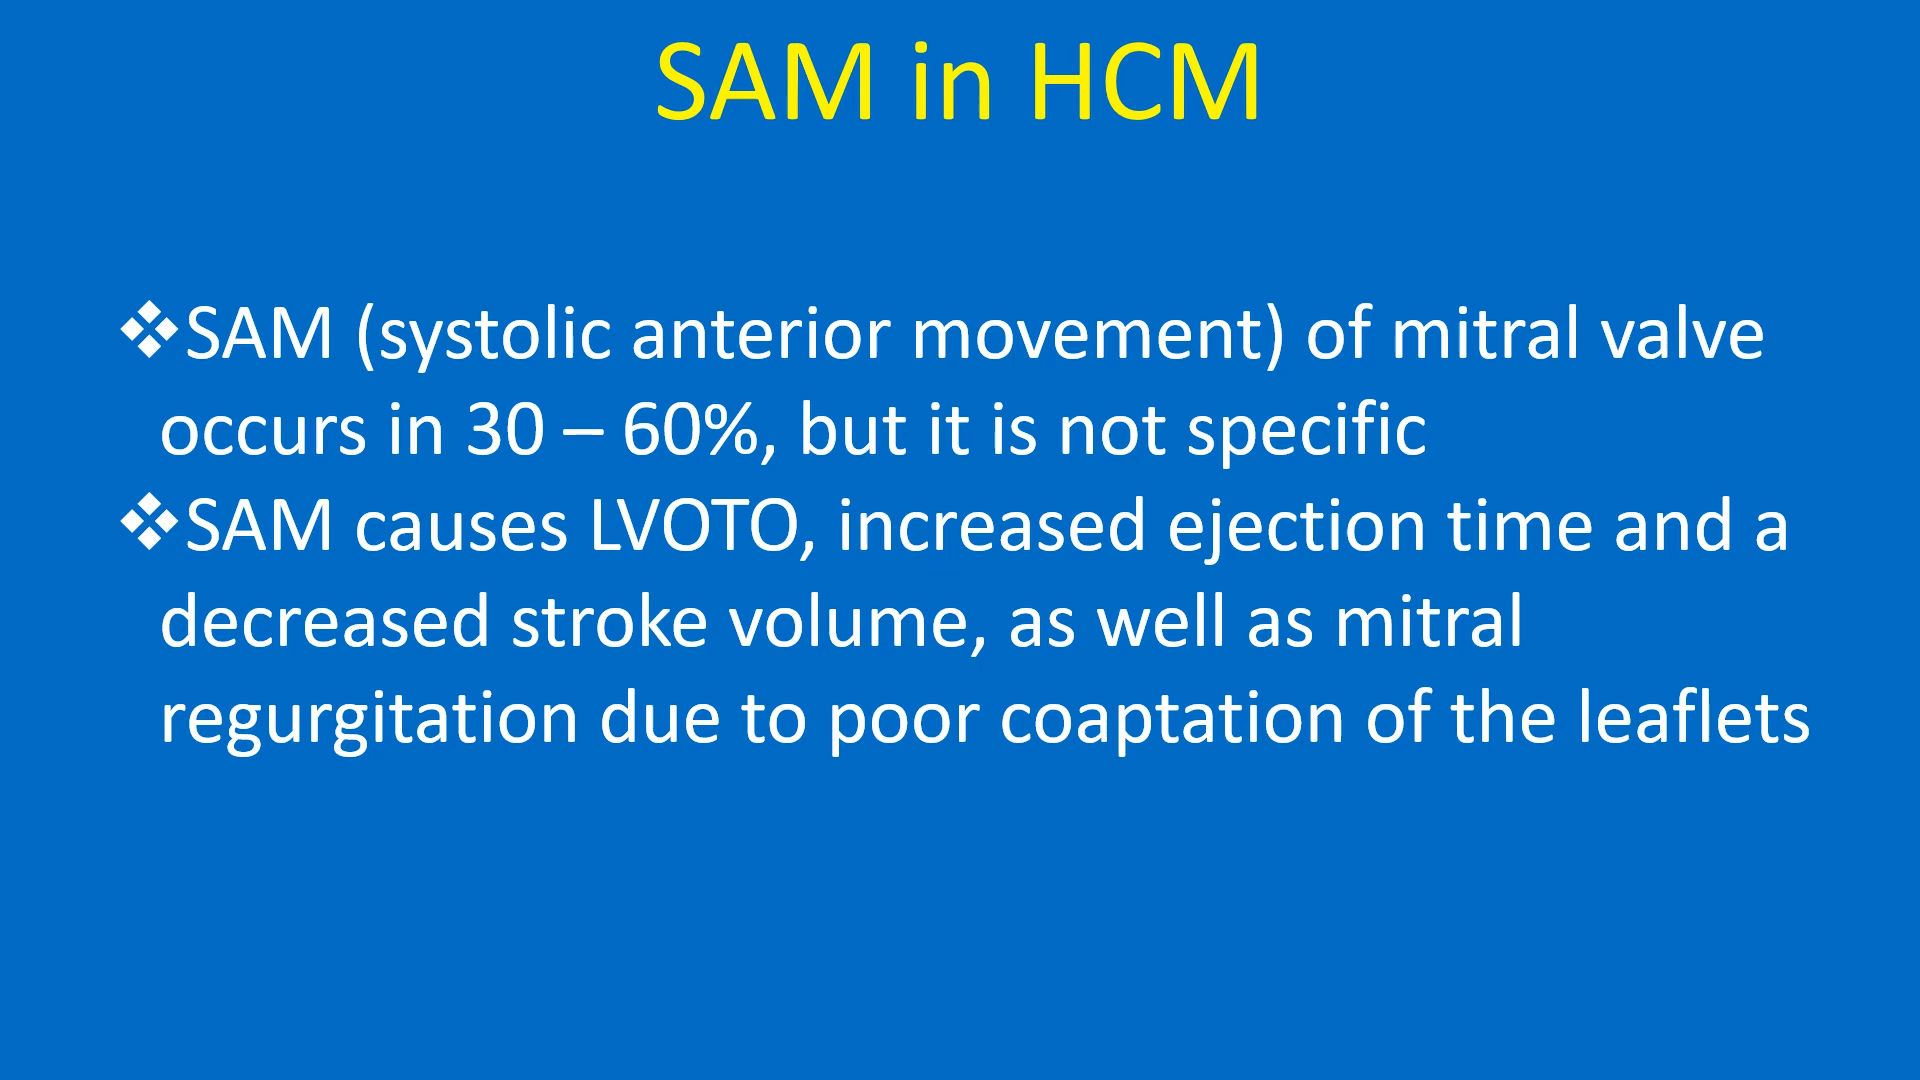 SAM in HCM
❖SAM (systolic anterior movement) of mitral valve
occurs in 30 – 60%, but it is not specific
❖SAM causes LVOTO, increased ejection time and a
decreased stroke volume, as well as mitral
regurgitation due to poor coaptation of the leaflets